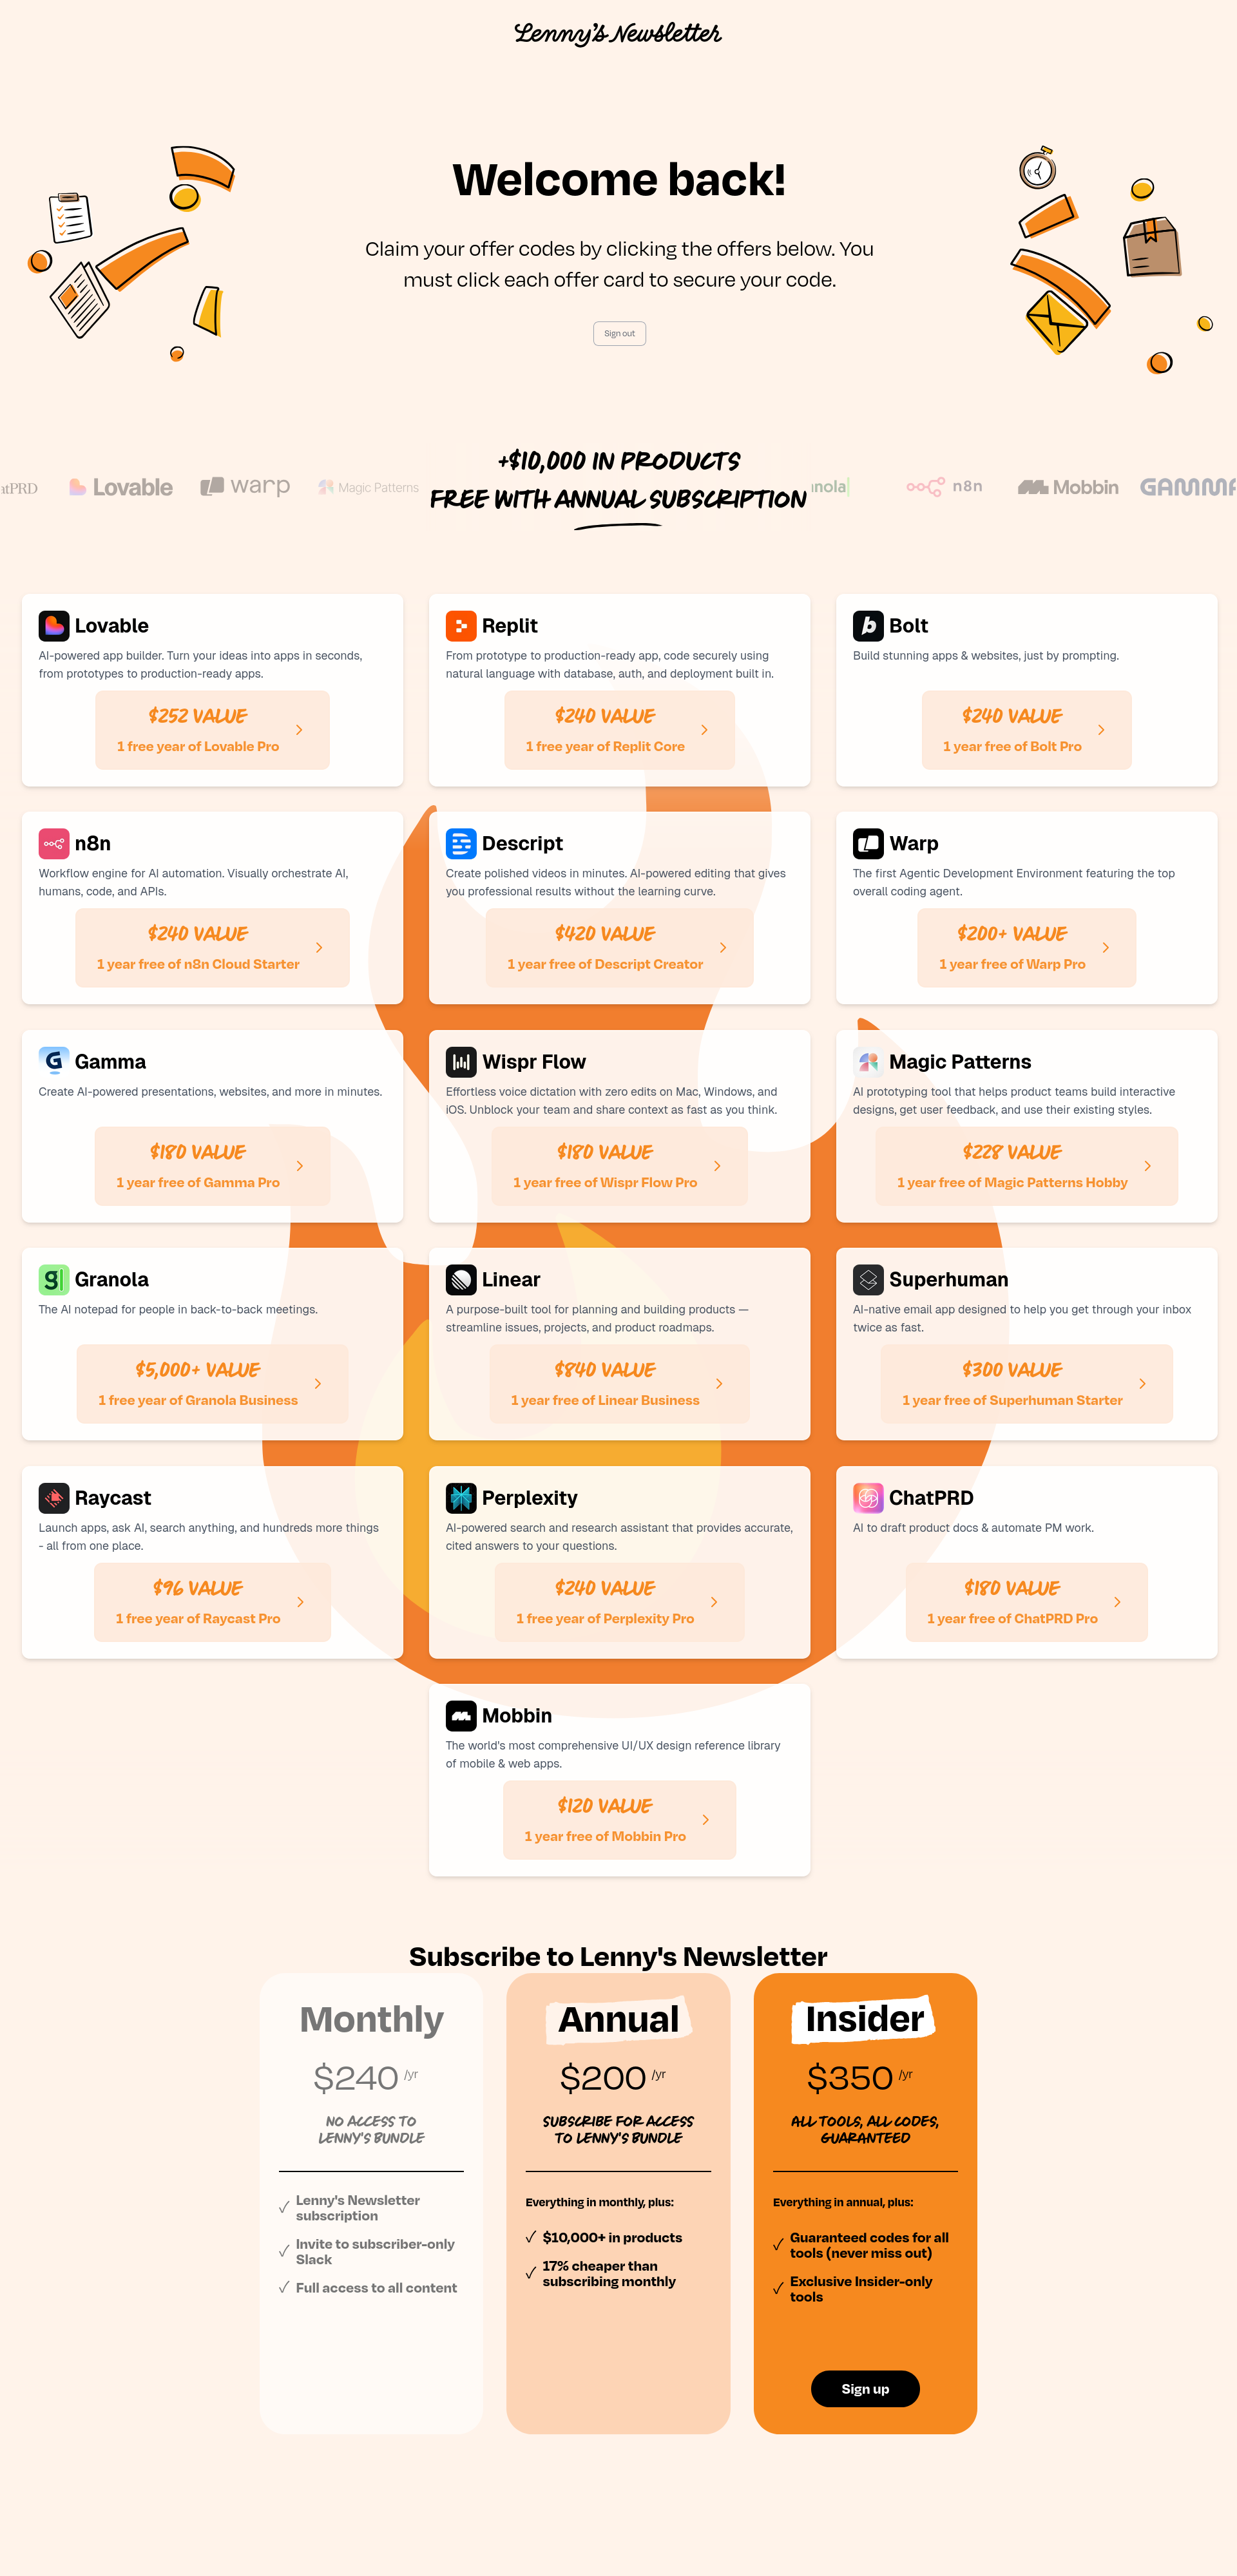 Lenny's Newsletter
Welcome back!
Claim your offer codes by clicking the offers below. You
must click each offer card to secure your code.
Sign out
+$10,000 IN PRODUCTS
FREE WITH ANNUAL SUBSCRIPTION
atPRD
Lovable
warp
Magic Patterns
nola
n8n
Mobbin
GAMMA
Lovable
AI-powered app builder. Turn your ideas into apps in seconds,
from prototypes to production-ready apps.
$252 VALUE
1 free year of Lovable Pro
Replit
From prototype to production-ready app, code securely using
natural language with database, auth, and deployment built in.
$240 VALUE
1 free year of Replit Core
Bolt
Build stunning apps & websites, just by prompting.
$240 VALUE
1 year free of Bolt Pro
n8n
Workflow engine for AI automation. Visually orchestrate AI,
humans, code, and APIs.
$240 VALUE
1 year free of n8n Cloud Starter
Descript
Create polished videos in minutes. AI-powered editing that gives
you professional results without the learning curve.
$420 VALUE
1 year free of Descript Creator
Warp
The first Agentic Development Environment featuring the top
overall coding agent.
$200+ VALUE
1 year free of Warp Pro
Gamma
Create AI-powered presentations, websites, and more in minutes.
$180 VALUE
1 year free of Gamma Pro
Wispr Flow
Effortless voice dictation with zero edits on Mac, Windows, and
iOS. Unblock your team and share context as fast as you think.
$180 VALUE
1 year free of Wispr Flow Pro
Magic Patterns
AI prototyping tool that helps product teams build interactive
designs, get user feedback, and use their existing styles.
$228 VALUE
1 year free of Magic Patterns Hobby
Granola
The AI notepad for people in back-to-back meetings.
$5,000+ VALUE
1 free year of Granola Business
Linear
A purpose-built tool for planning and building products —
streamline issues, projects, and product roadmaps.
$840 VALUE
1 year free of Linear Business
Superhuman
AI-native email app designed to help you get through your inbox
twice as fast.
$300 VALUE
1 year free of Superhuman Starter
Raycast
Launch apps, ask AI, search anything, and hundreds more things
- all from one place.
$96 VALUE
1 free year of Raycast Pro
Perplexity
AI-powered search and research assistant that provides accurate,
cited answers to your questions.
$240 VALUE
1 free year of Perplexity Pro
ChatPRD
AI to draft product docs & automate PM work.
$180 VALUE
1 year free of ChatPRD Pro
Mobbin
The world's most comprehensive UI/UX design reference library
of mobile & web apps.
$120 VALUE
1 year free of Mobbin Pro
Subscribe to Lenny's Newsletter
Monthly
$240 /yr
NO ACCESS TO
LENNY'S BUNDLE
✓ Lenny's Newsletter
subscription
✓ Invite to subscriber-only
Slack
✓ Full access to all content
Annual
$200 /yr
SUBSCRIBE FOR ACCESS
TO LENNY'S BUNDLE
Everything in monthly, plus:
✓ $10,000+ in products
✓ 17% cheaper than
subscribing monthly
Insider
$350 /yr
ALL TOOLS, ALL CODES,
GUARANTEED
Everything in annual, plus:
✓ Guaranteed codes for all
tools (never miss out)
✓ Exclusive Insider-only
tools
Sign up